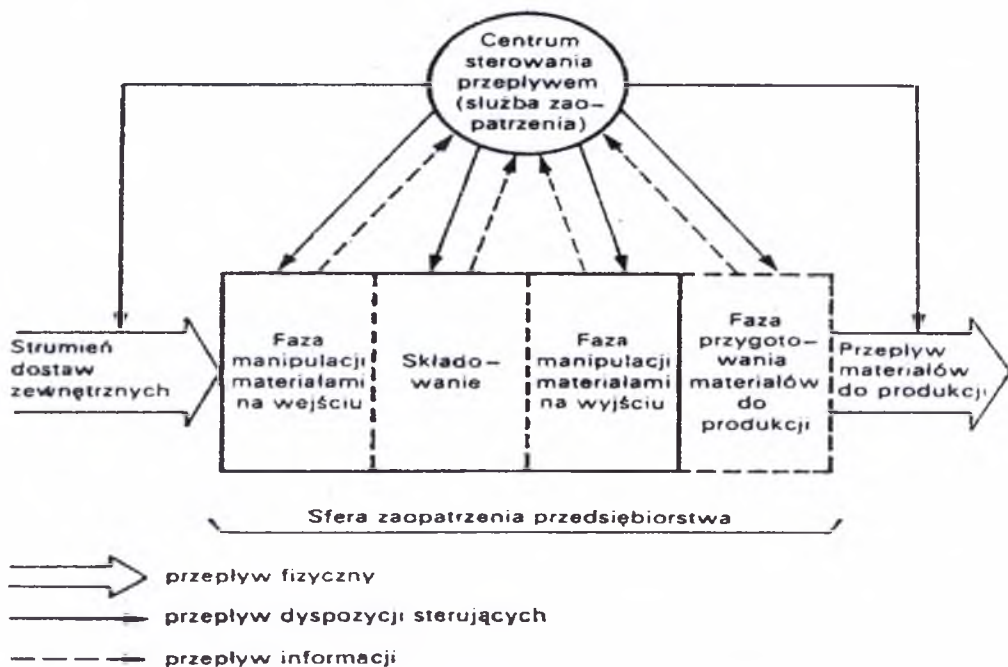 Centrum
sterowania
przepływem
(służba zao-
patrzenia)
Strumień
dostaw
zewnętrznych
Faza
manipulacji
materiałami
na wejściu
Składo-
wanie
Faza
manipulacji
materiałami
na wyjściu
Faza
przygoto-
wania
materiałów
do
produkcji
Przepływ
materiałów
do produkcji
Sfera zaopatrzenia przedsiębiorstwa
przepływ fizyczny
przepływ dyspozycji sterujących
przepływ informacji